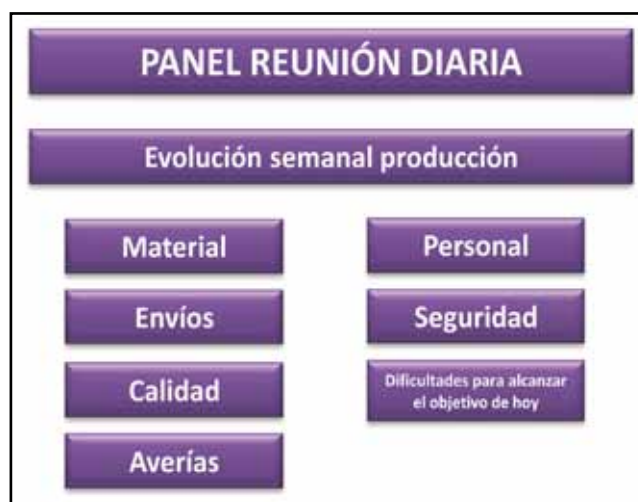 PANEL REUNIÓN DIARIA
Evolución semanal producción
Material
Envíos
Calidad
Averías
Personal
Seguridad
Dificultades para alcanzar
el objetivo de hoy